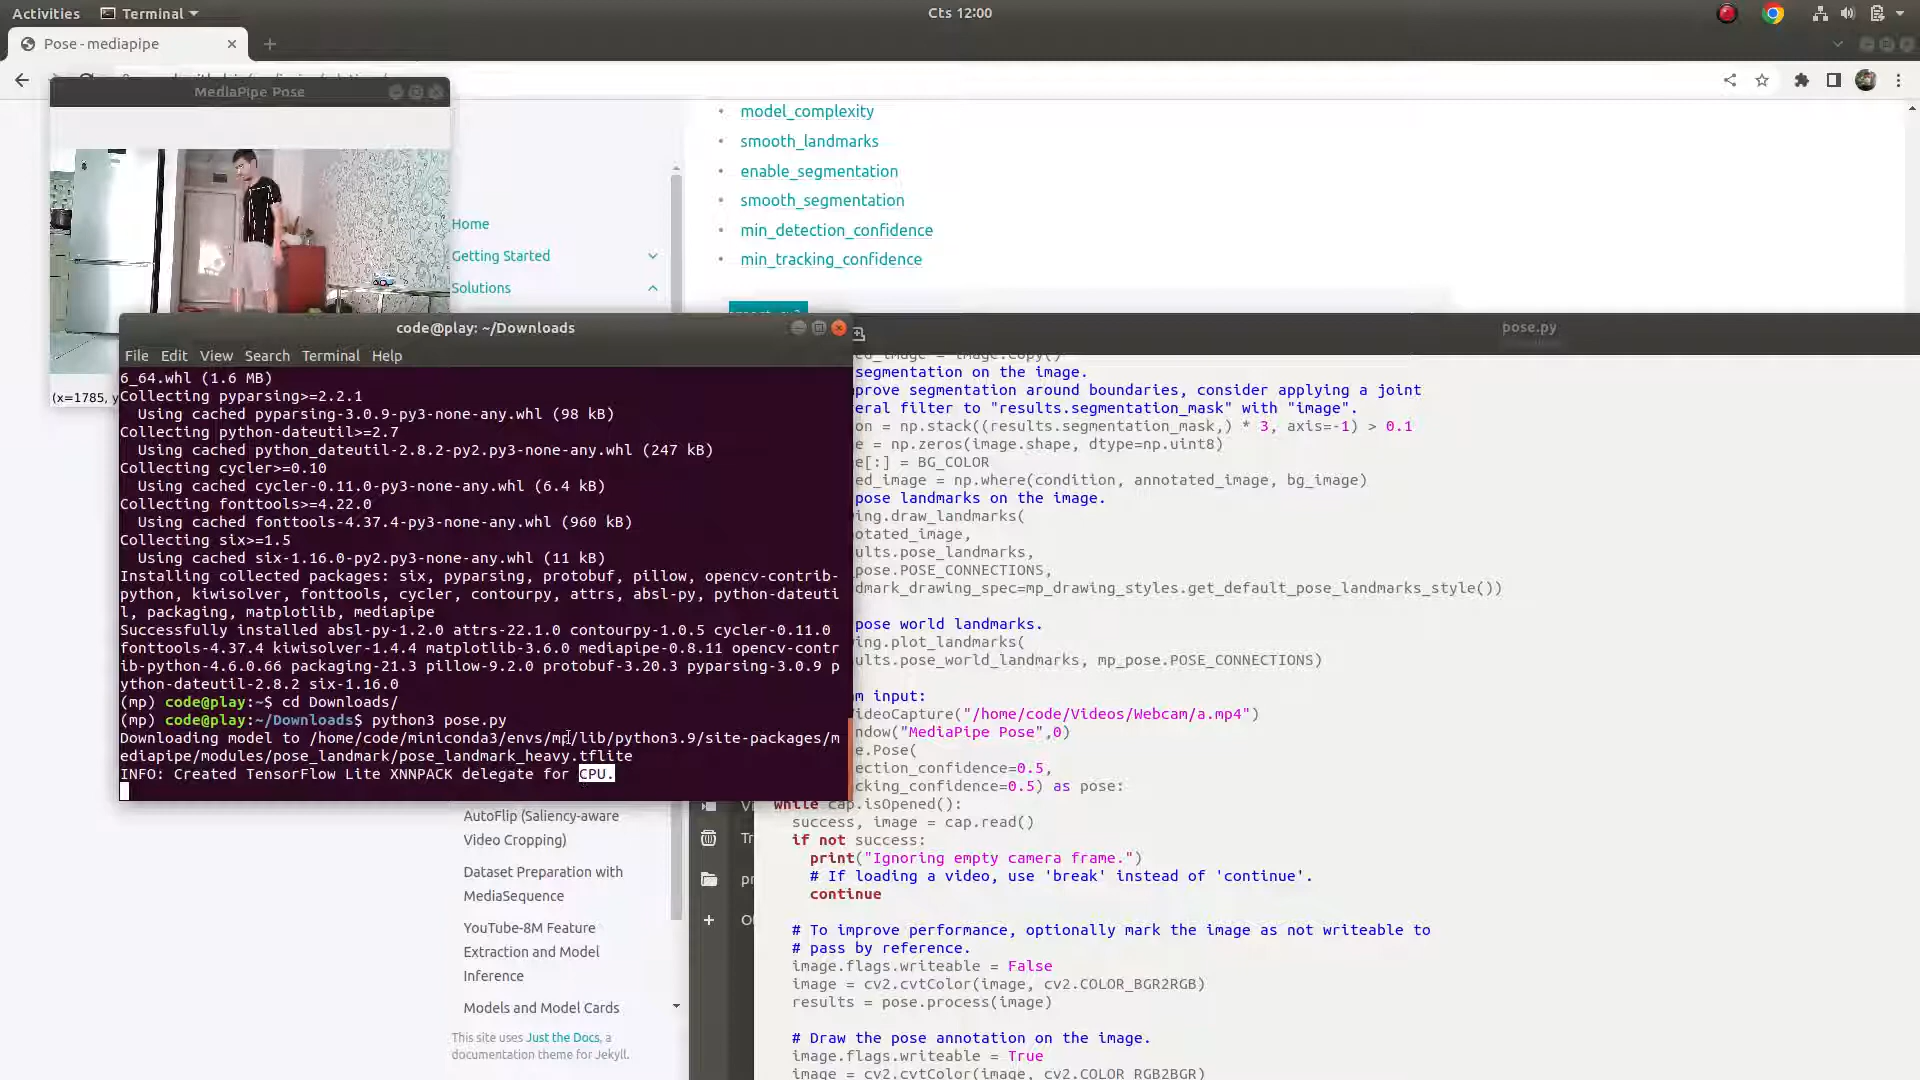 Activities
Terminal
Cts 12:00
Pose - mediapipe
MediaPipe Pose
model_complexity
smooth_landmarks
enable_segmentation
smooth_segmentation
min_detection_confidence
min_tracking_confidence
Home
Getting Started
Solutions
(x=1785, y
code@play: ~/Downloads
File Edit View Search Terminal Help
6_64.whl (1.6 MB)
Collecting pyparsing>=2.2.1
Using cached pyparsing-3.0.9-py3-none-any.whl (98 kB)
Collecting python-dateutil>=2.7
Using cached python_dateutil-2.8.2-py2.py3-none-any.whl (247 kB)
Collecting cycler>=0.10
Using cached cycler-0.11.0-py3-none-any.whl (6.4 kB)
Collecting fonttools>=4.22.0
Using cached fonttools-4.37.4-py3-none-any.whl (960 kB)
Collecting six>=1.5
Using cached six-1.16.0-py2.py3-none-any.whl (11 kB)
Installing collected packages: six, pyparsing, protobuf, pillow, opencv-contrib-
python, kiwisolver, fonttools, cycler, contourpy, attrs, absl-py, python-dateuti
l, packaging, matplotlib, mediapipe
Successfully installed absl-py-1.2.0 attrs-22.1.0 contourpy-1.0.5 cycler-0.11.0
fonttools-4.37.4 kiwisolver-1.4.4 matplotlib-3.6.0 mediapipe-0.8.11 opencv-contr
ib-python-4.6.0.66 packaging-21.3 pillow-9.2.0 protobuf-3.20.3 pyparsing-3.0.9 p
ython-dateutil-2.8.2 six-1.16.0
(mp) code@play:~$ cd Downloads/
(mp) code@play:~/Downloads$ python3 pose.py
Downloading model to /home/code/miniconda3/envs/mp/lib/python3.9/site-packages/m
ediapipe/modules/pose_landmark/pose_landmark_heavy.tflite
INFO: Created TensorFlow Lite XNNPACK delegate for CPU.
pose.py
ed_image = image.copy()
segmentation on the image.
mprove segmentation around boundaries, consider applying a joint
eral filter to "results.segmentation_mask" with "image".
on = np.stack((results.segmentation_mask,) * 3, axis=-1) > 0.1
e = np.zeros(image.shape, dtype=np.uint8)
e[:] = BG_COLOR
ed_image = np.where(condition, annotated_image, bg_image)
pose landmarks on the image.
ing.draw_landmarks(
otated_image,
ults.pose_landmarks,
pose.POSE_CONNECTIONS,
dmark_drawing_spec=mp_drawing_styles.get_default_pose_landmarks_style())
pose world landmarks.
ing.plot_landmarks(
ults.pose_world_landmarks, mp_pose.POSE_CONNECTIONS)
m input:
ideoCapture("/home/code/Videos/Webcam/a.mp4")
ndow("MediaPipe Pose",0)
e.Pose(
ection_confidence=0.5,
cking_confidence=0.5) as pose:
while cap.isOpened():
success, image = cap.read()
if not success:
print("Ignoring empty camera frame.")
# If loading a video, use 'break' instead of 'continue'.
continue
# To improve performance, optionally mark the image as not writeable to
# pass by reference.
image.flags.writeable = False
image = cv2.cvtColor(image, cv2.COLOR_BGR2RGB)
results = pose.process(image)
# Draw the pose annotation on the image.
image.flags.writeable = True
image = cv2.cvtColor(image, cv2.COLOR_RGB2BGR)
AutoFlip (Saliency-aware
Video Cropping)
Dataset Preparation with
MediaSequence
YouTube-8M Feature
Extraction and Model
Inference
Models and Model Cards
This site uses Just the Docs, a
documentation theme for Jekyll.
Vi
Tr
pr
O